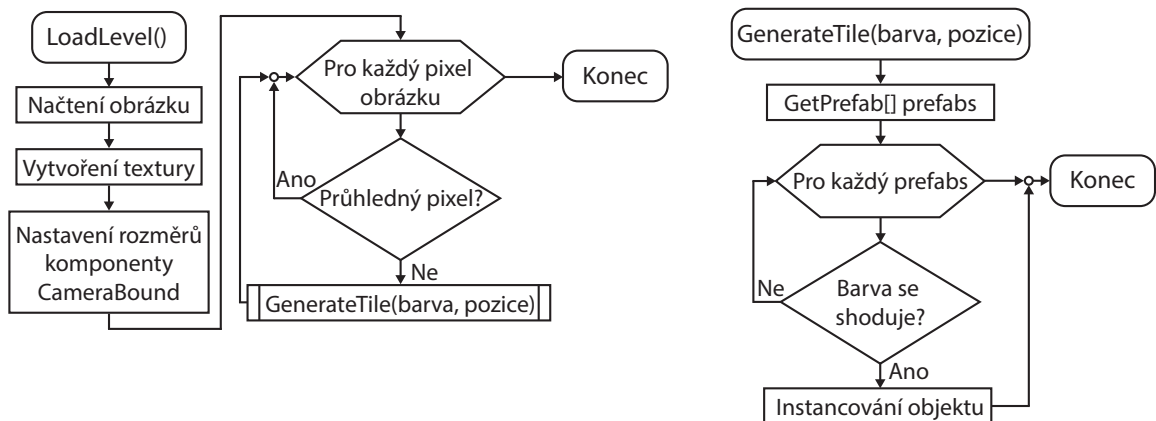 LoadLevel()
Načtení obrázku
Vytvoření textury
Nastavení rozměrů
komponenty
CameraBound
Pro každý pixel
obrázku
Konec
Ano
Průhledný pixel?
Ne
GenerateTile(barva, pozice)
GenerateTile(barva, pozice)
GetPrefab[] prefabs
Pro každý prefabs
Konec
Ne
Barva se
shoduje?
Ano
Instancování objektu